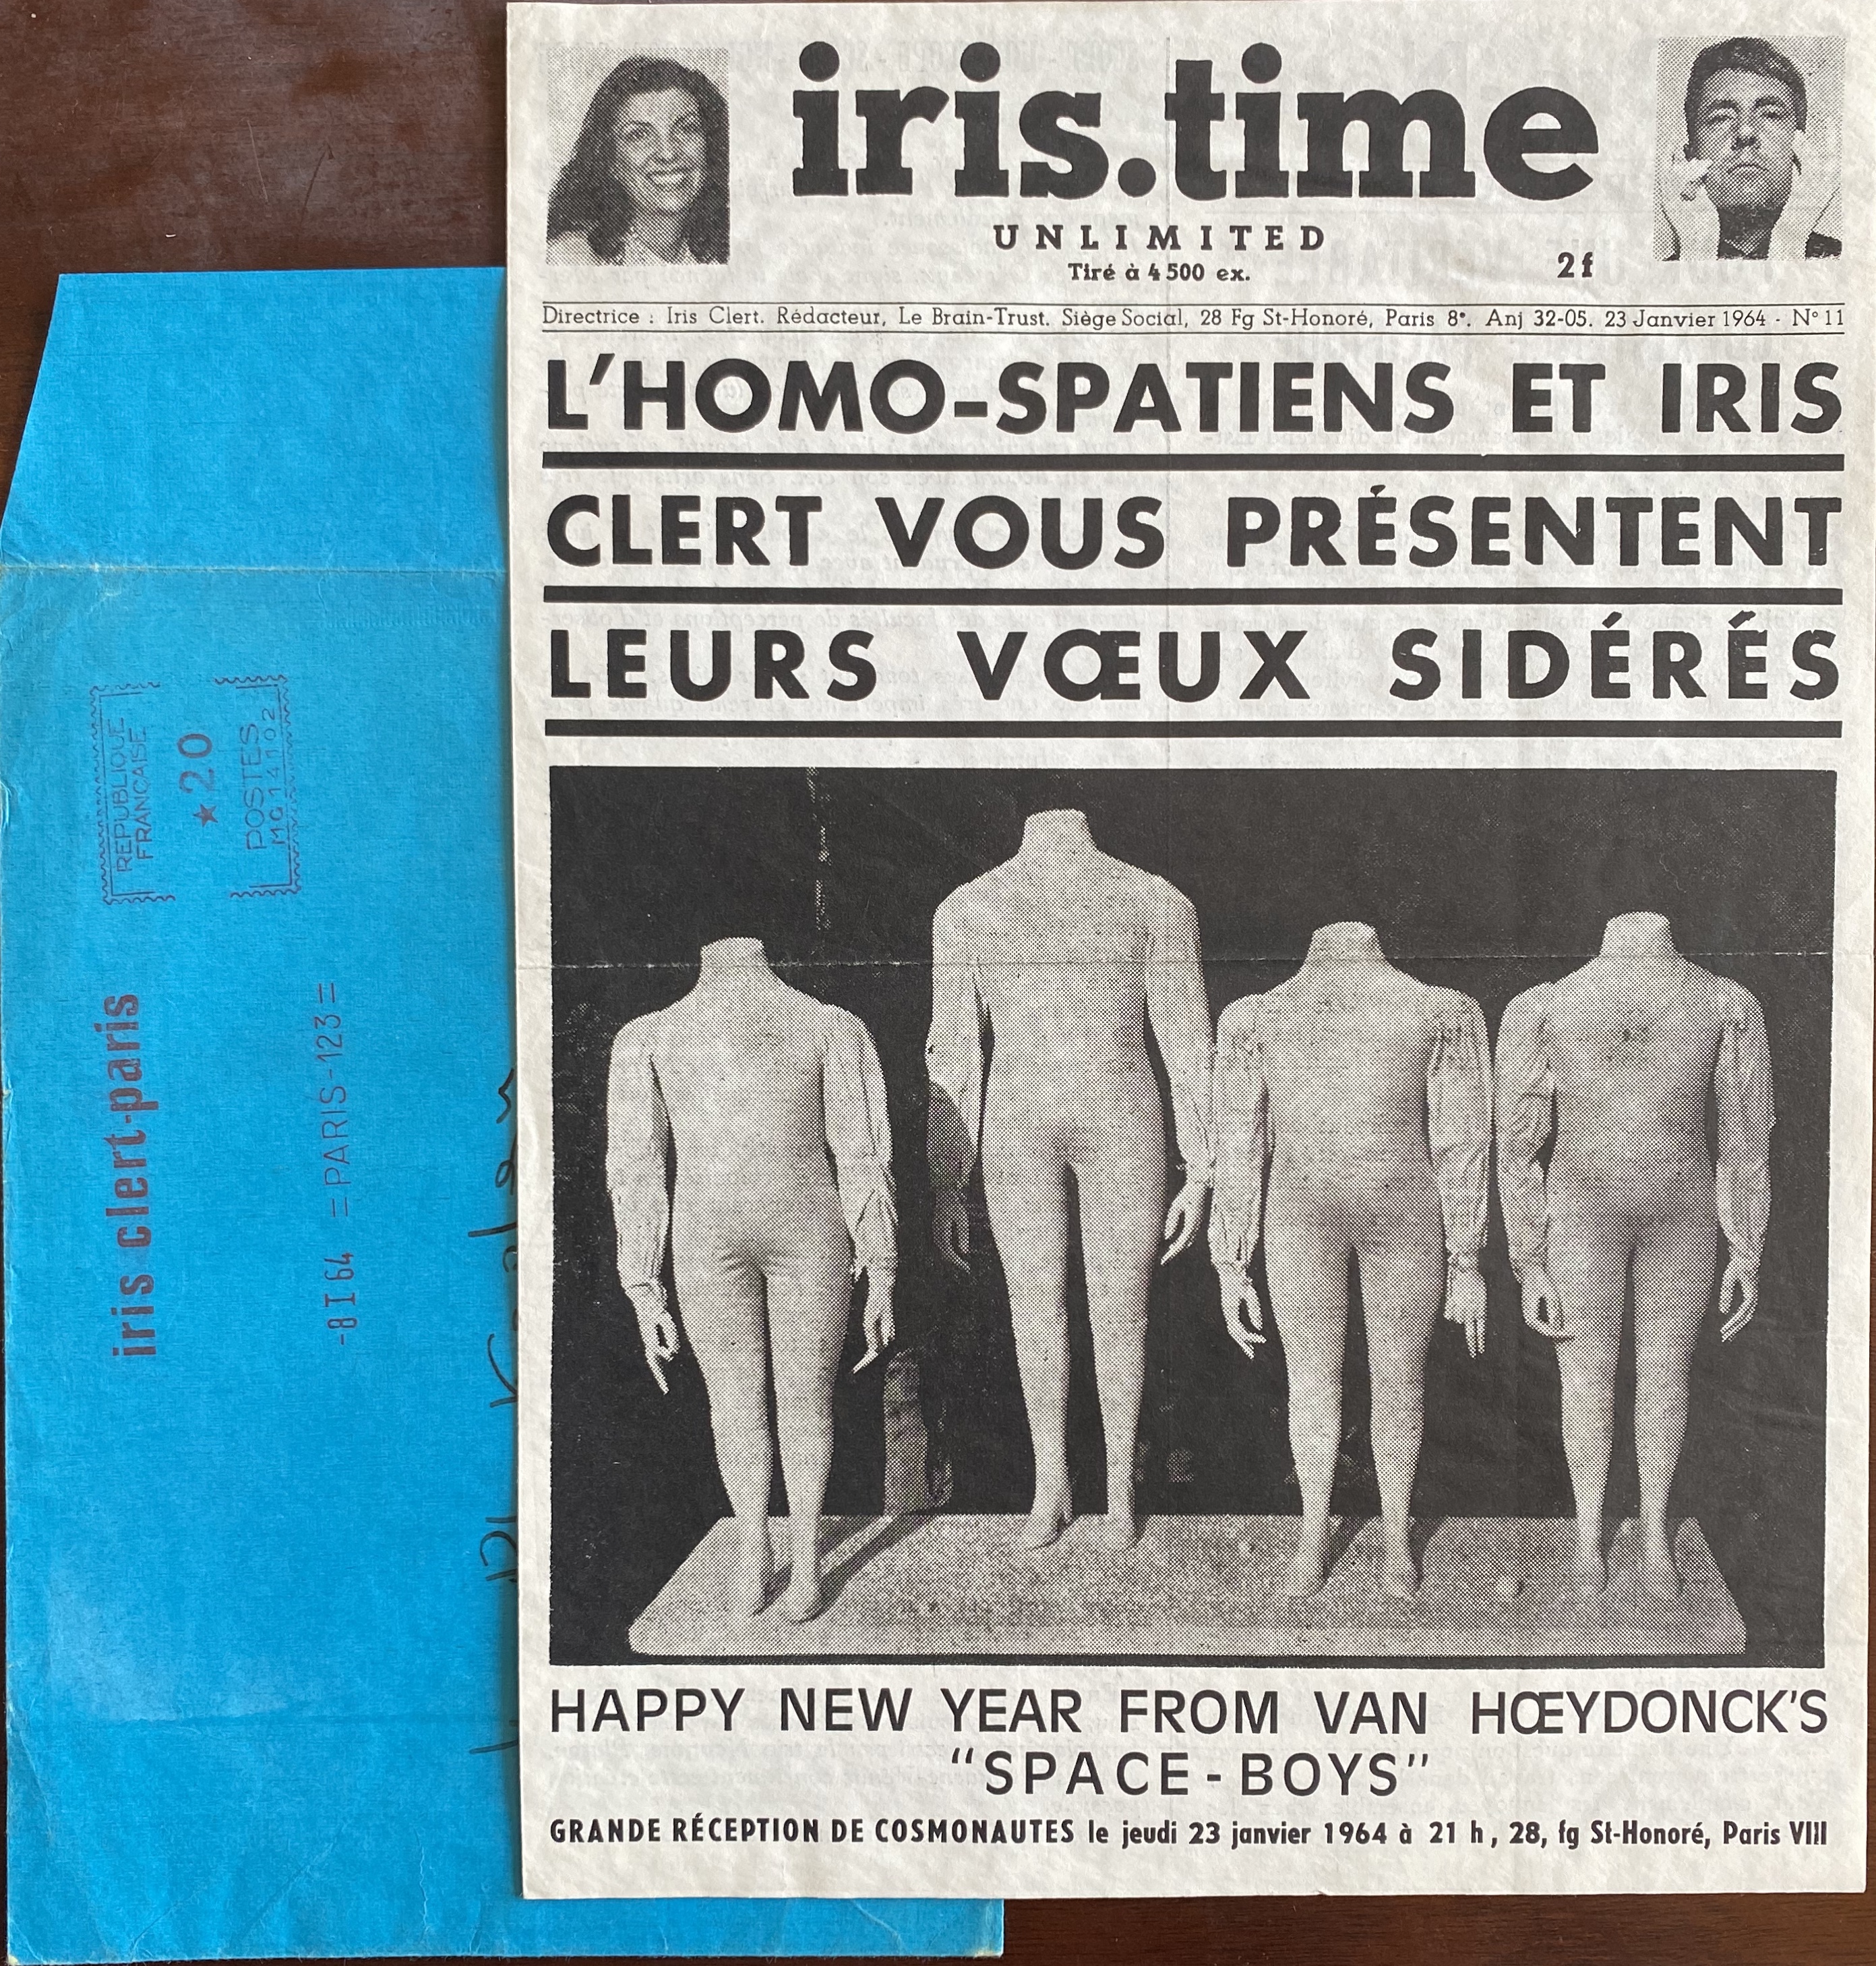 iris.time
UNLIMITED
Tiré à 4 500 ex.
2 f
Directrice : Iris Clert. Rédacteur, Le Brain-Trust. Siège Social, 28 Fg St-Honoré, Paris 8e. Anj 32-05. 23 Janvier 1964 - N° 11
L'HOMO-SPATIENS ET IRIS
CLERT VOUS PRÉSENTENT
LEURS VŒUX SIDÉRÉS
HAPPY NEW YEAR FROM VAN HŒYDONCK'S
"SPACE-BOYS"
GRANDE RÉCEPTION DE COSMONAUTES le jeudi 23 janvier 1964 à 21 h, 28, fg St-Honoré, Paris VIII
iris clert-paris
REPUBLIQUE
FRANCAISE
★20
POSTES
MG 14102
-8 I 64 =PARIS-123=